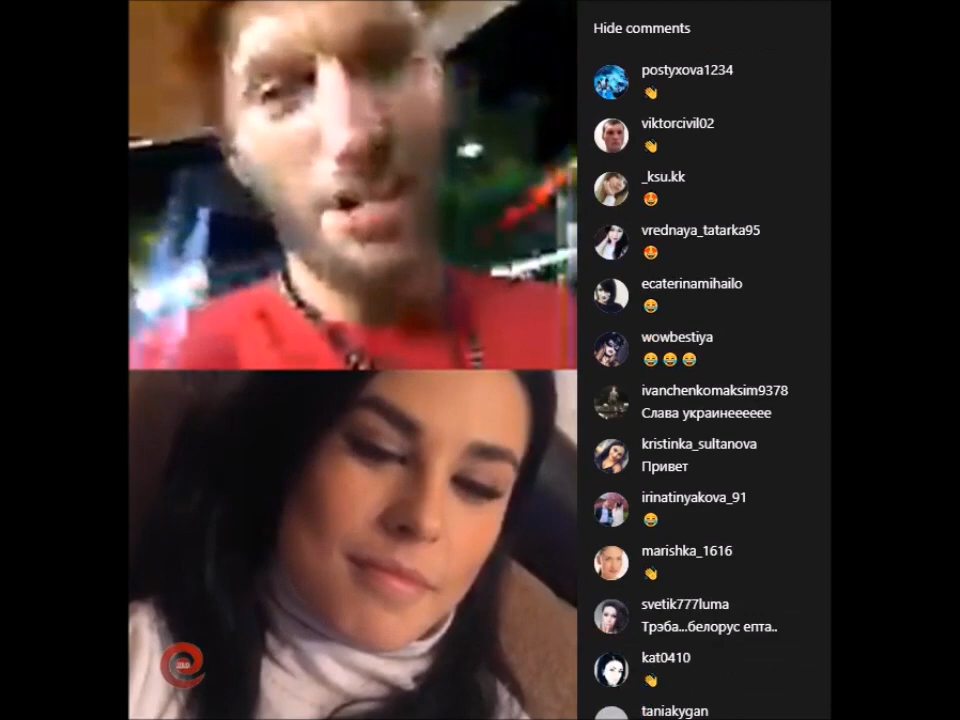 Hide comments
postyxova1234
👏
viktorcivil02
👏
_ksu.kk
😍
vrednaya_tatarka95
😍
ecaterinamihailo
😂
wowbestiya
😂😂😂
ivanchenkomaksim9378
Слава украинееееее
kristinka_sultanova
Привет
irinatinyakova_91
😂
marishka_1616
👏
svetik777luma
Трэба...белорус епта..
kat0410
👏
taniakygan